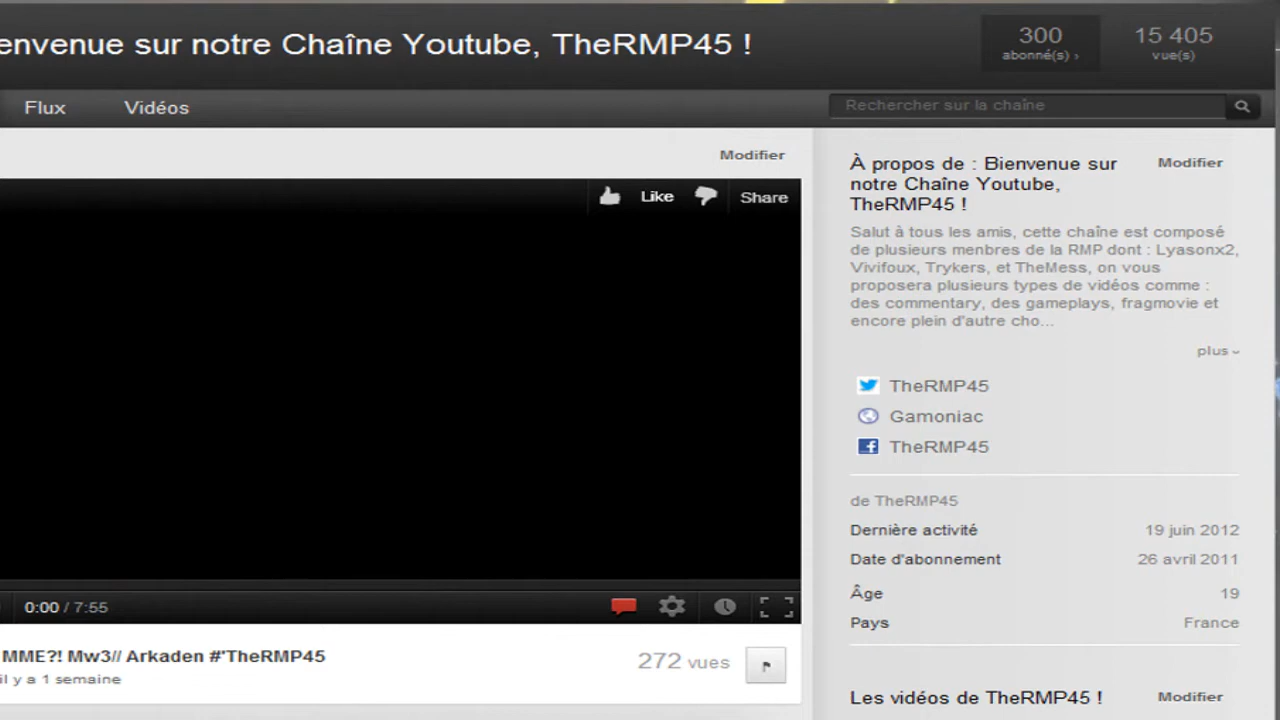 envenue sur notre Chaîne Youtube, TheRMP45 !
300
abonné(s) ›
15 405
vue(s)
Flux
Vidéos
Rechercher sur la chaîne
Modifier
Like
Share
0:00 / 7:55
MME?! Mw3// Arkaden #'TheRMP45
il y a 1 semaine
272 vues
À propos de : Bienvenue sur
notre Chaîne Youtube,
TheRMP45 !
Modifier
Salut à tous les amis, cette chaîne est composé
de plusieurs menbres de la RMP dont : Lyasonx2,
Vivifoux, Trykers, et TheMess, on vous
proposera plusieurs types de vidéos comme :
des commentary, des gameplays, fragmovie et
encore plein d'autre cho...
plus
TheRMP45
Gamoniac
TheRMP45
de TheRMP45
Dernière activité 19 juin 2012
Date d'abonnement 26 avril 2011
Âge 19
Pays France
Les vidéos de TheRMP45 ! Modifier